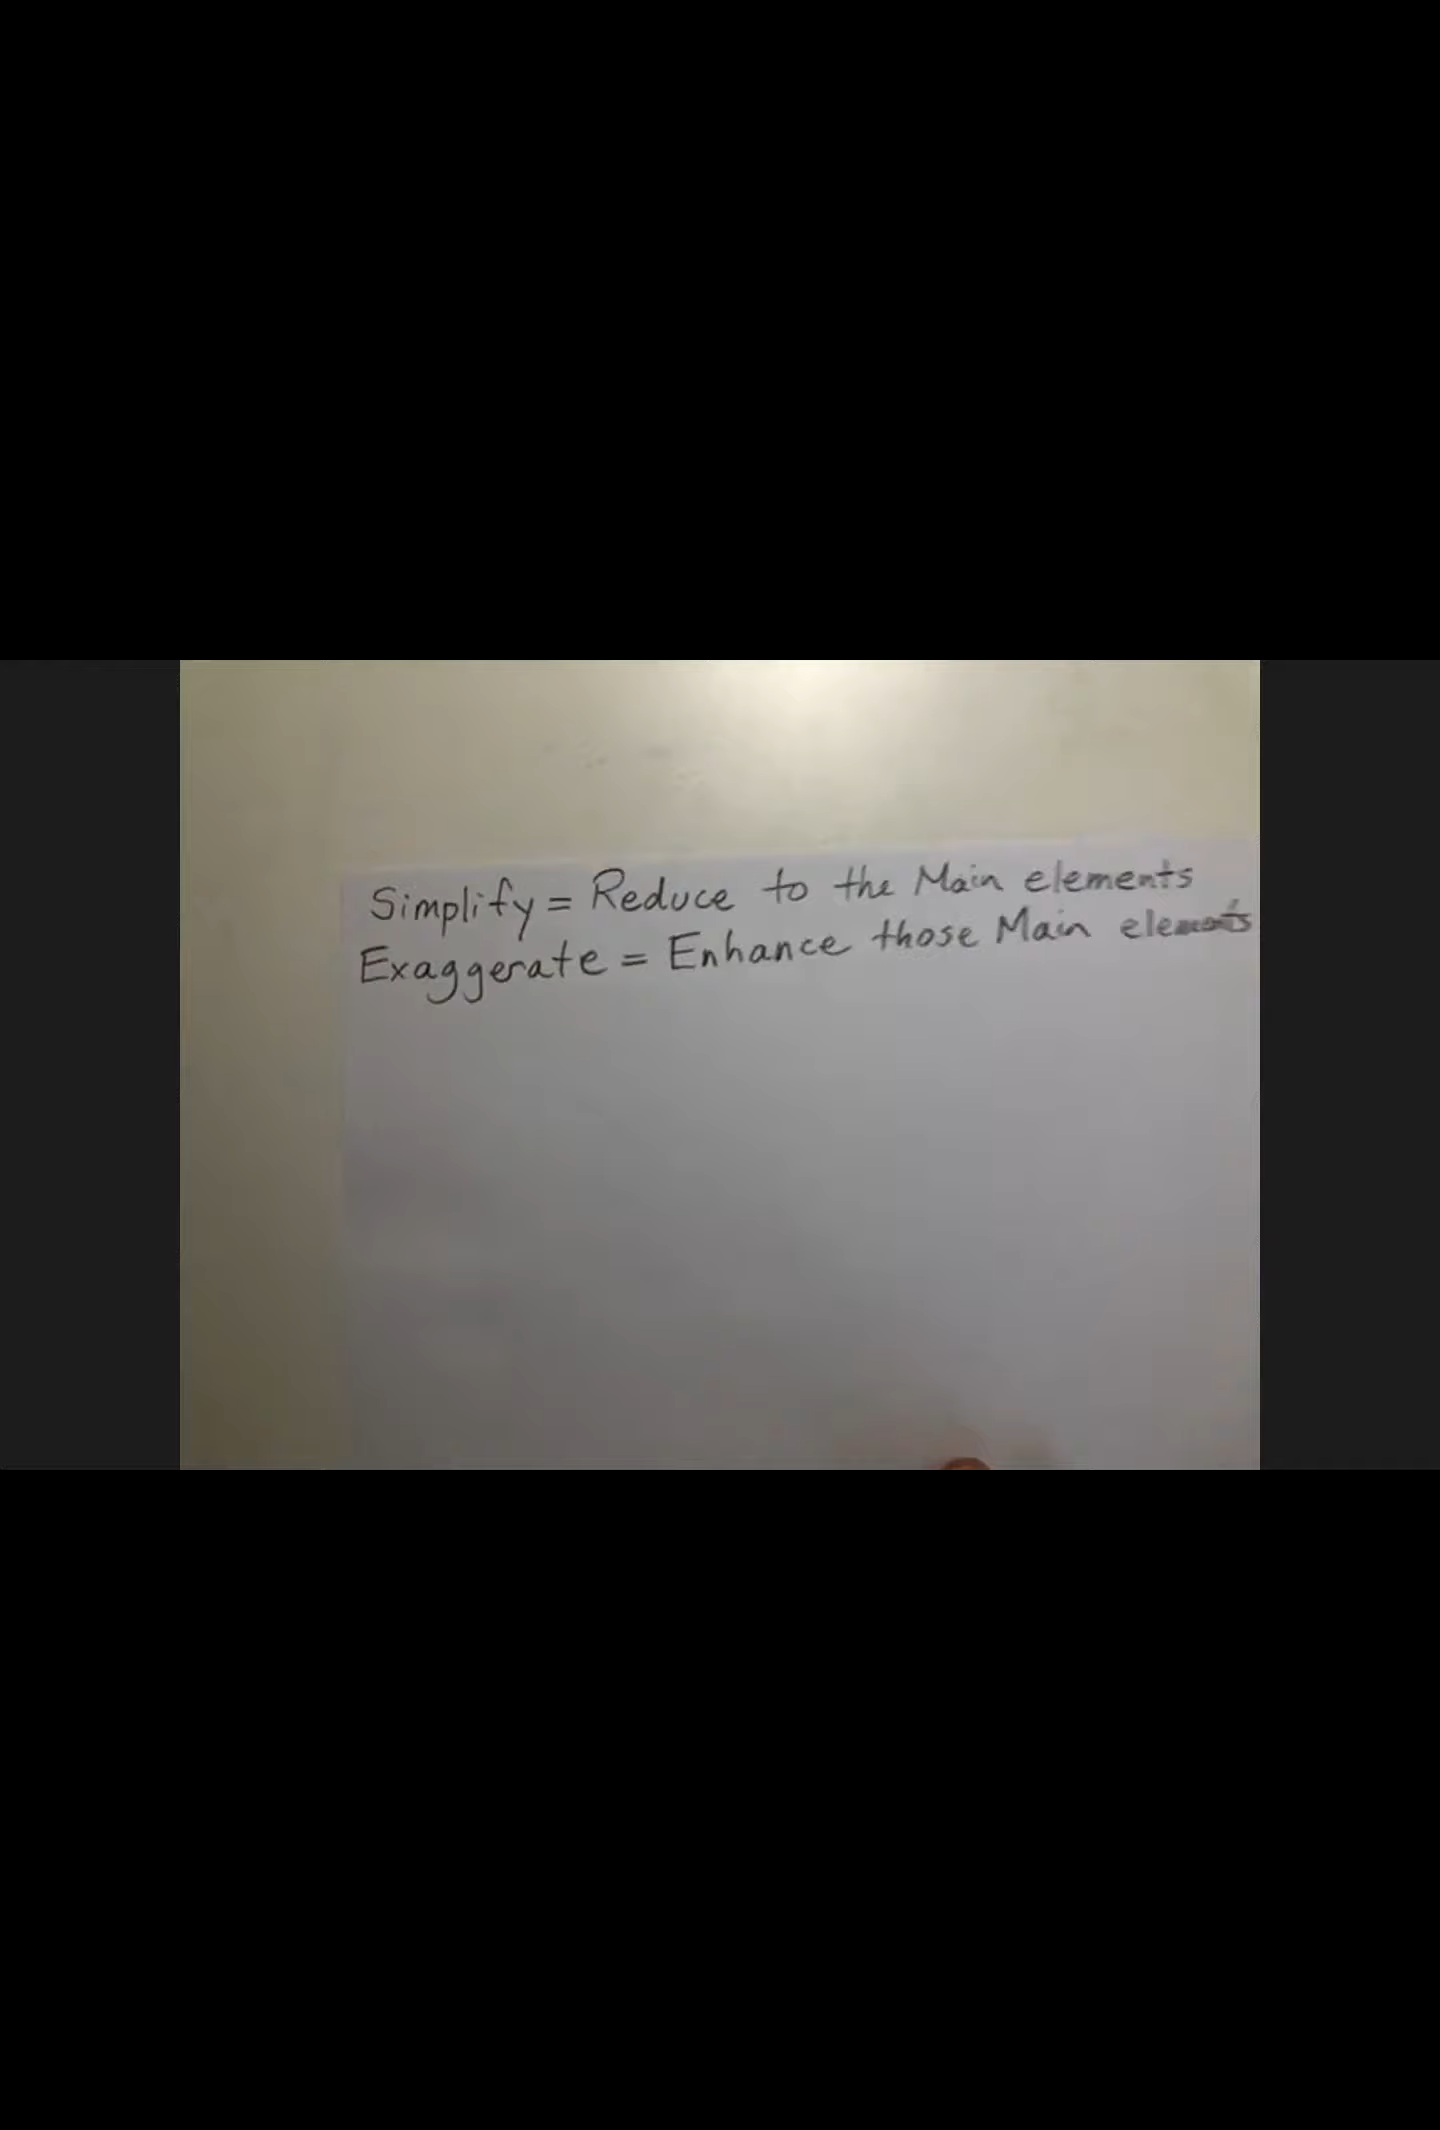 Simplify = Reduce to the Main elements
Exaggerate = Enhance those Main elements